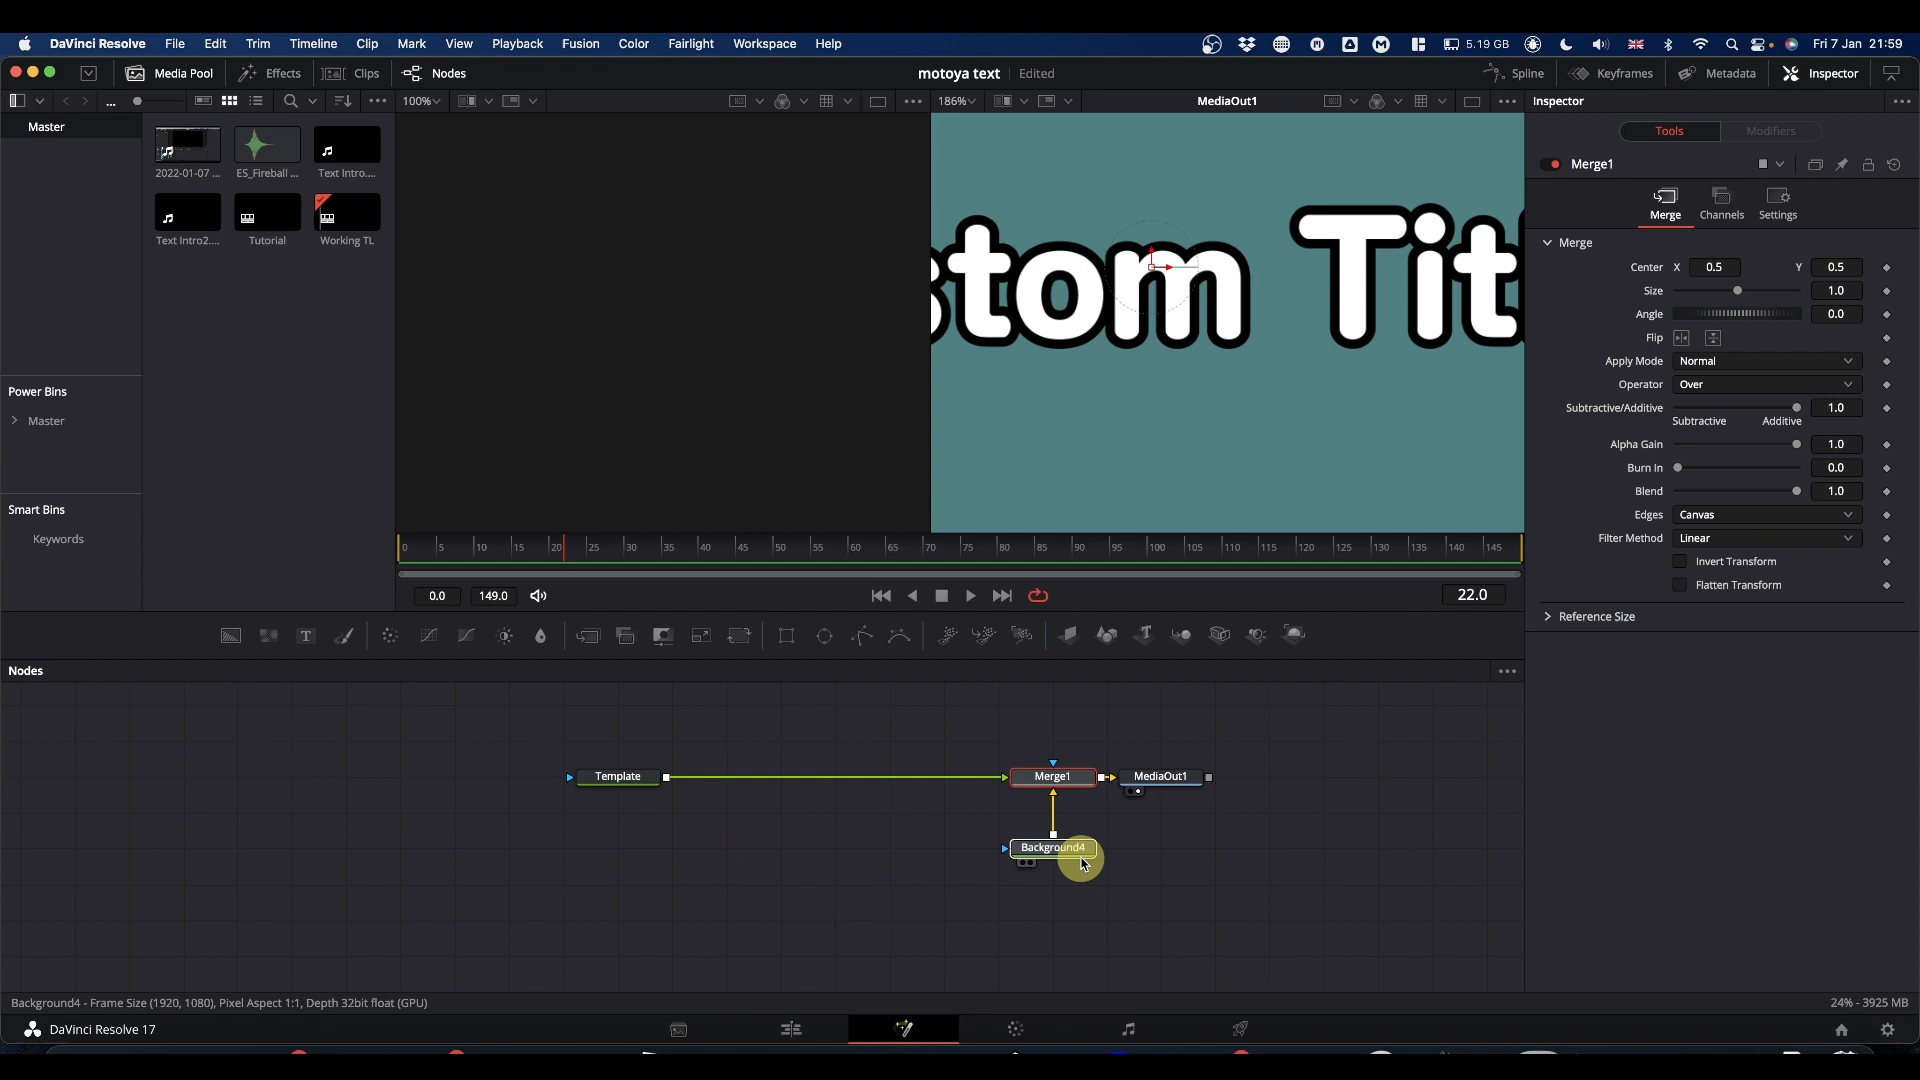 DaVinci Resolve File Edit Trim Timeline Clip Mark View Playback Fusion Color Fairlight Workspace Help 5.19 GB Fri 7 Jan 21:59
Media Pool Effects Clips Nodes motoya text Edited Spline Keyframes Metadata Inspector
... 100% 186% MediaOut1 Inspector
Master
Tools Modifiers
2022-01-07 ... ES_Fireball ... Text Intro....
Merge1
Text Intro2.... Tutorial Working TL
stom Tit
Merge Channels Settings
Merge
Center X 0.5 Y 0.5
Size 1.0
Angle 0.0
Flip
Apply Mode Normal
Operator Over
Subtractive/Additive 1.0
Subtractive Additive
Alpha Gain 1.0
Burn In 0.0
Blend 1.0
Edges Canvas
Filter Method Linear
Invert Transform
Flatten Transform
Reference Size
Power Bins
Master
Smart Bins
Keywords
0 5 10 15 20 25 30 35 40 45 50 55 60 65 70 75 80 85 90 95 100 105 110 115 120 125 130 135 140 145
0.0 149.0 22.0
T
Nodes
Template Merge1 MediaOut1
Background4
Background4 - Frame Size (1920, 1080), Pixel Aspect 1:1, Depth 32bit float (GPU) 24% - 3925 MB
DaVinci Resolve 17